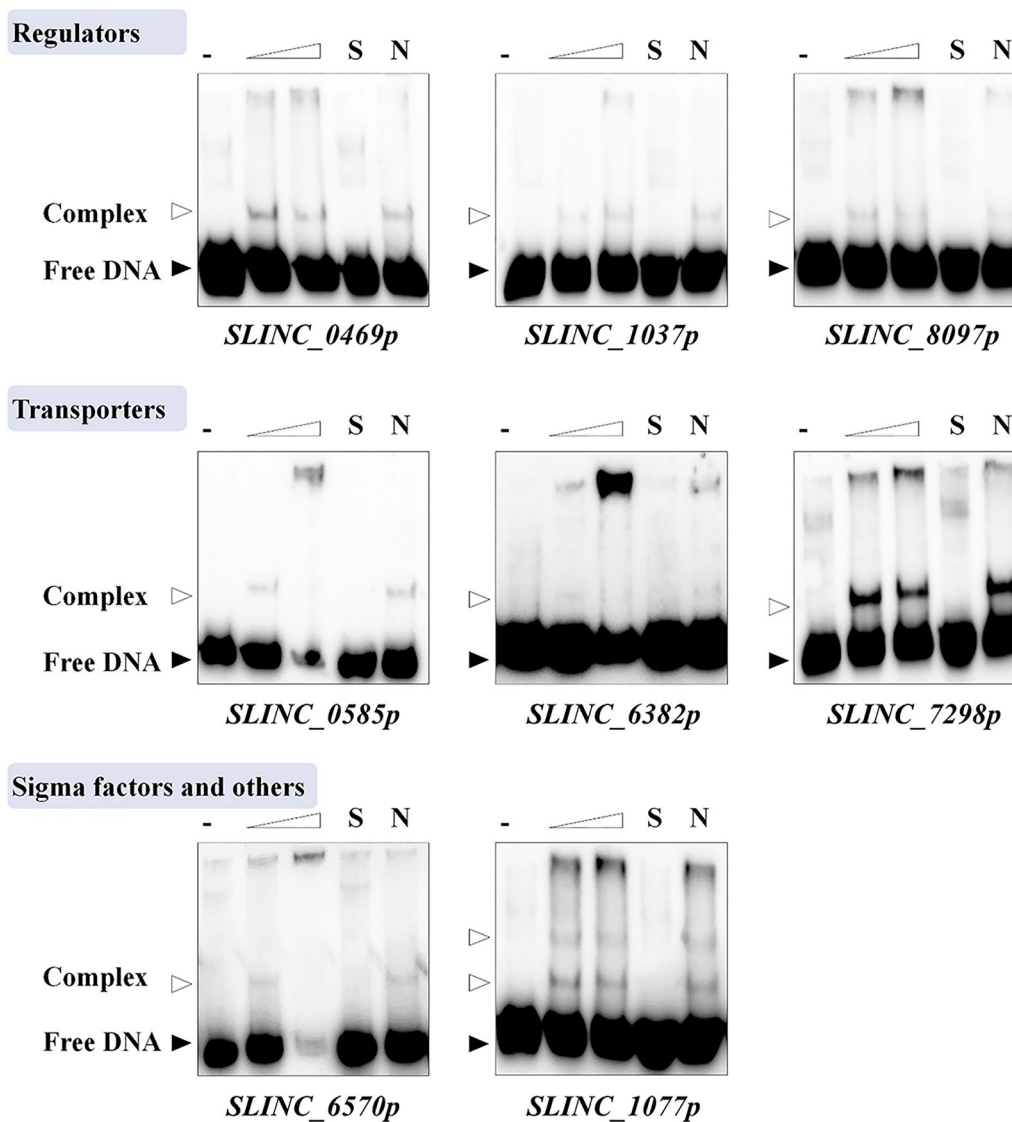 Regulators
- S N - S N - S N
Complex
Free DNA
SLINC_0469p SLINC_1037p SLINC_8097p
Transporters
- S N - S N - S N
Complex
Free DNA
SLINC_0585p SLINC_6382p SLINC_7298p
Sigma factors and others
- S N - S N
Complex
Free DNA
SLINC_6570p SLINC_1077p